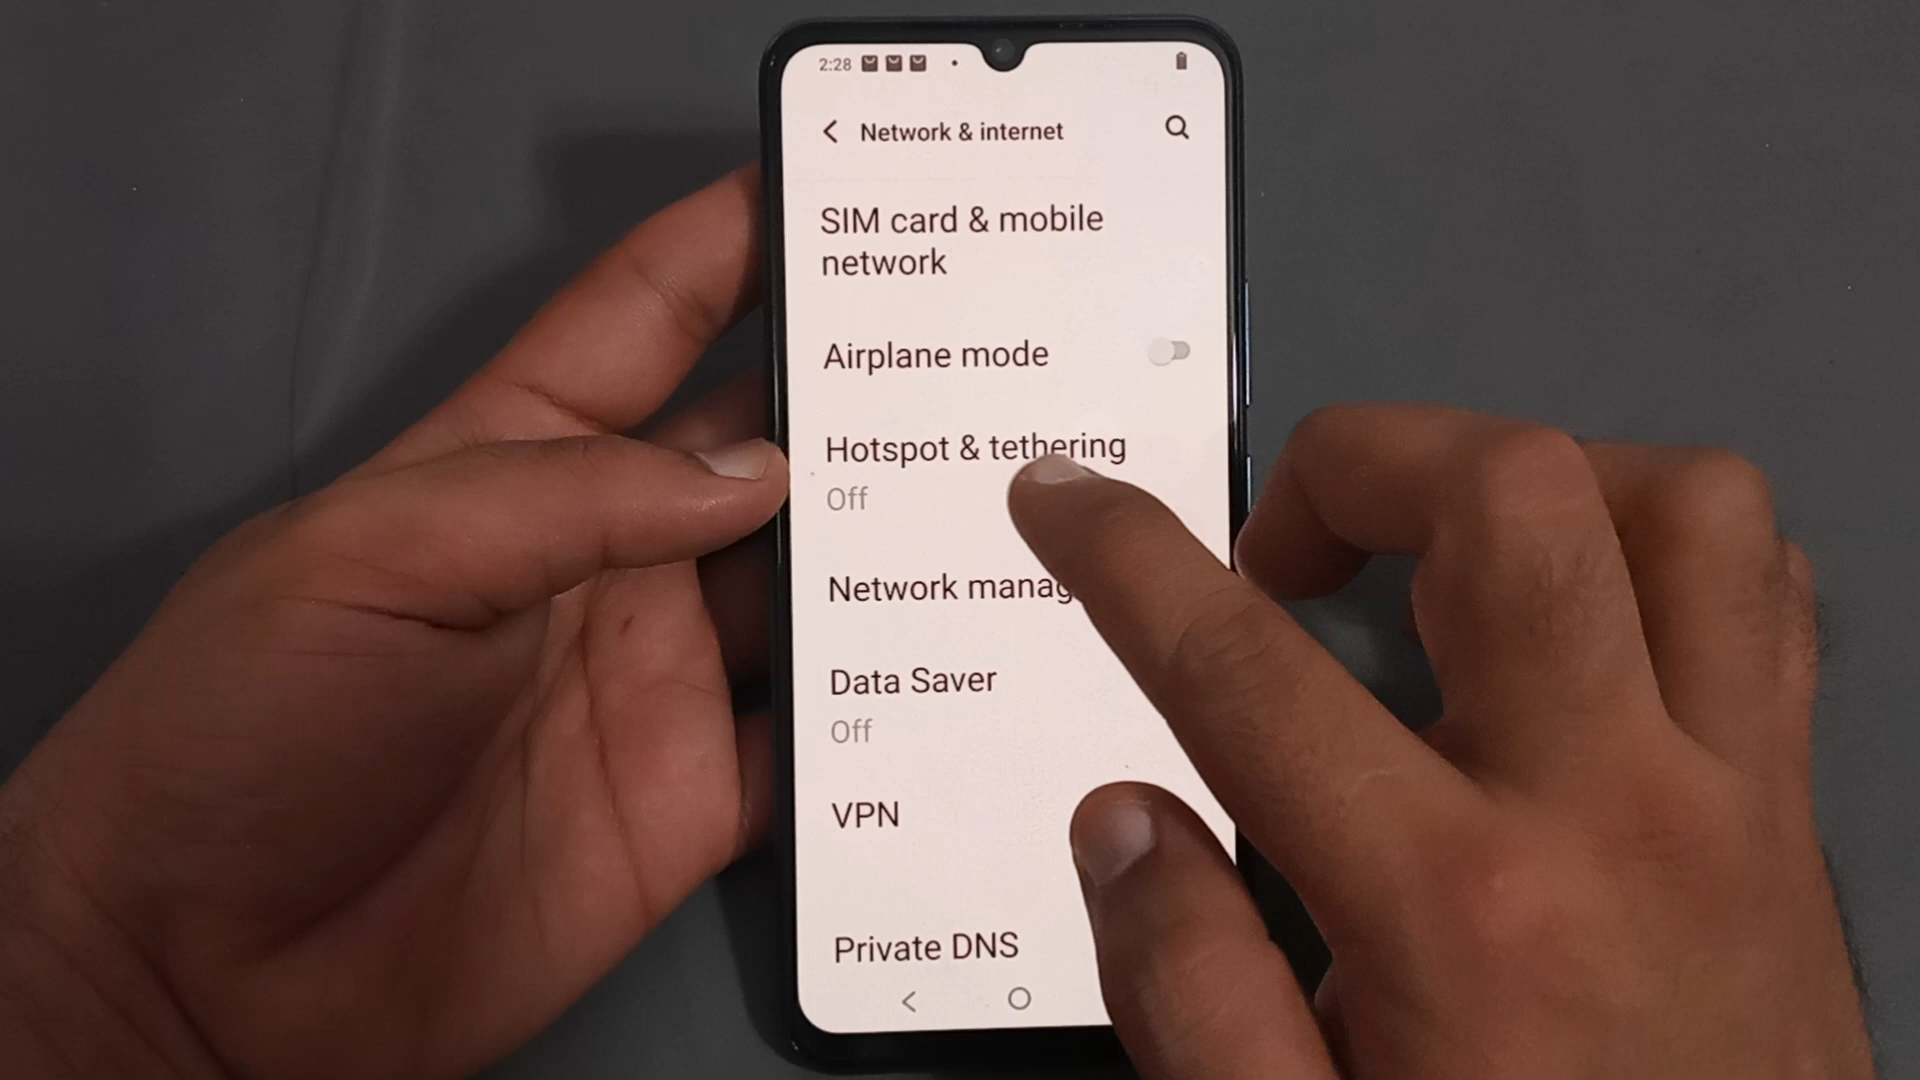 2:28
Network & internet
SIM card & mobile
network
Airplane mode
Hotspot & tethering
Off
Network
Data Saver
Off
VPN
Private DNS